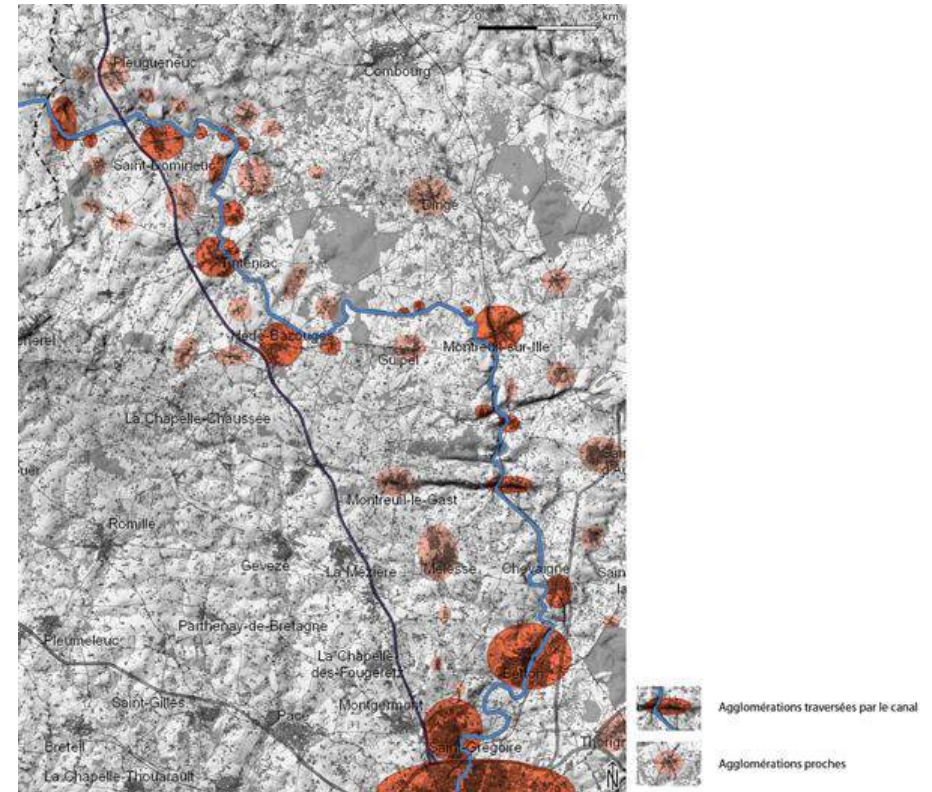 5 km
Pleugueneuc
Combourg
Saint-Domineuc
Dingé
Tinténiac
Hédé-Bazouges
Montreuil-sur-Ille
Guipel
La Chapelle-Chaussée
Montreuil-le-Gast
Romillé
Gévezé
La Mézière
Melesse
Chevaigné
Parthenay-de-Bretagne
Pleumeleuc
La Chapelle-
des-Fougeretz
Betton
Saint-Gilles
Montgermont
Pacé
Agglomérations traversées par le canal
Breteil
Saint-Grégoire
La Chapelle-Thouarault
N
Agglomérations proches